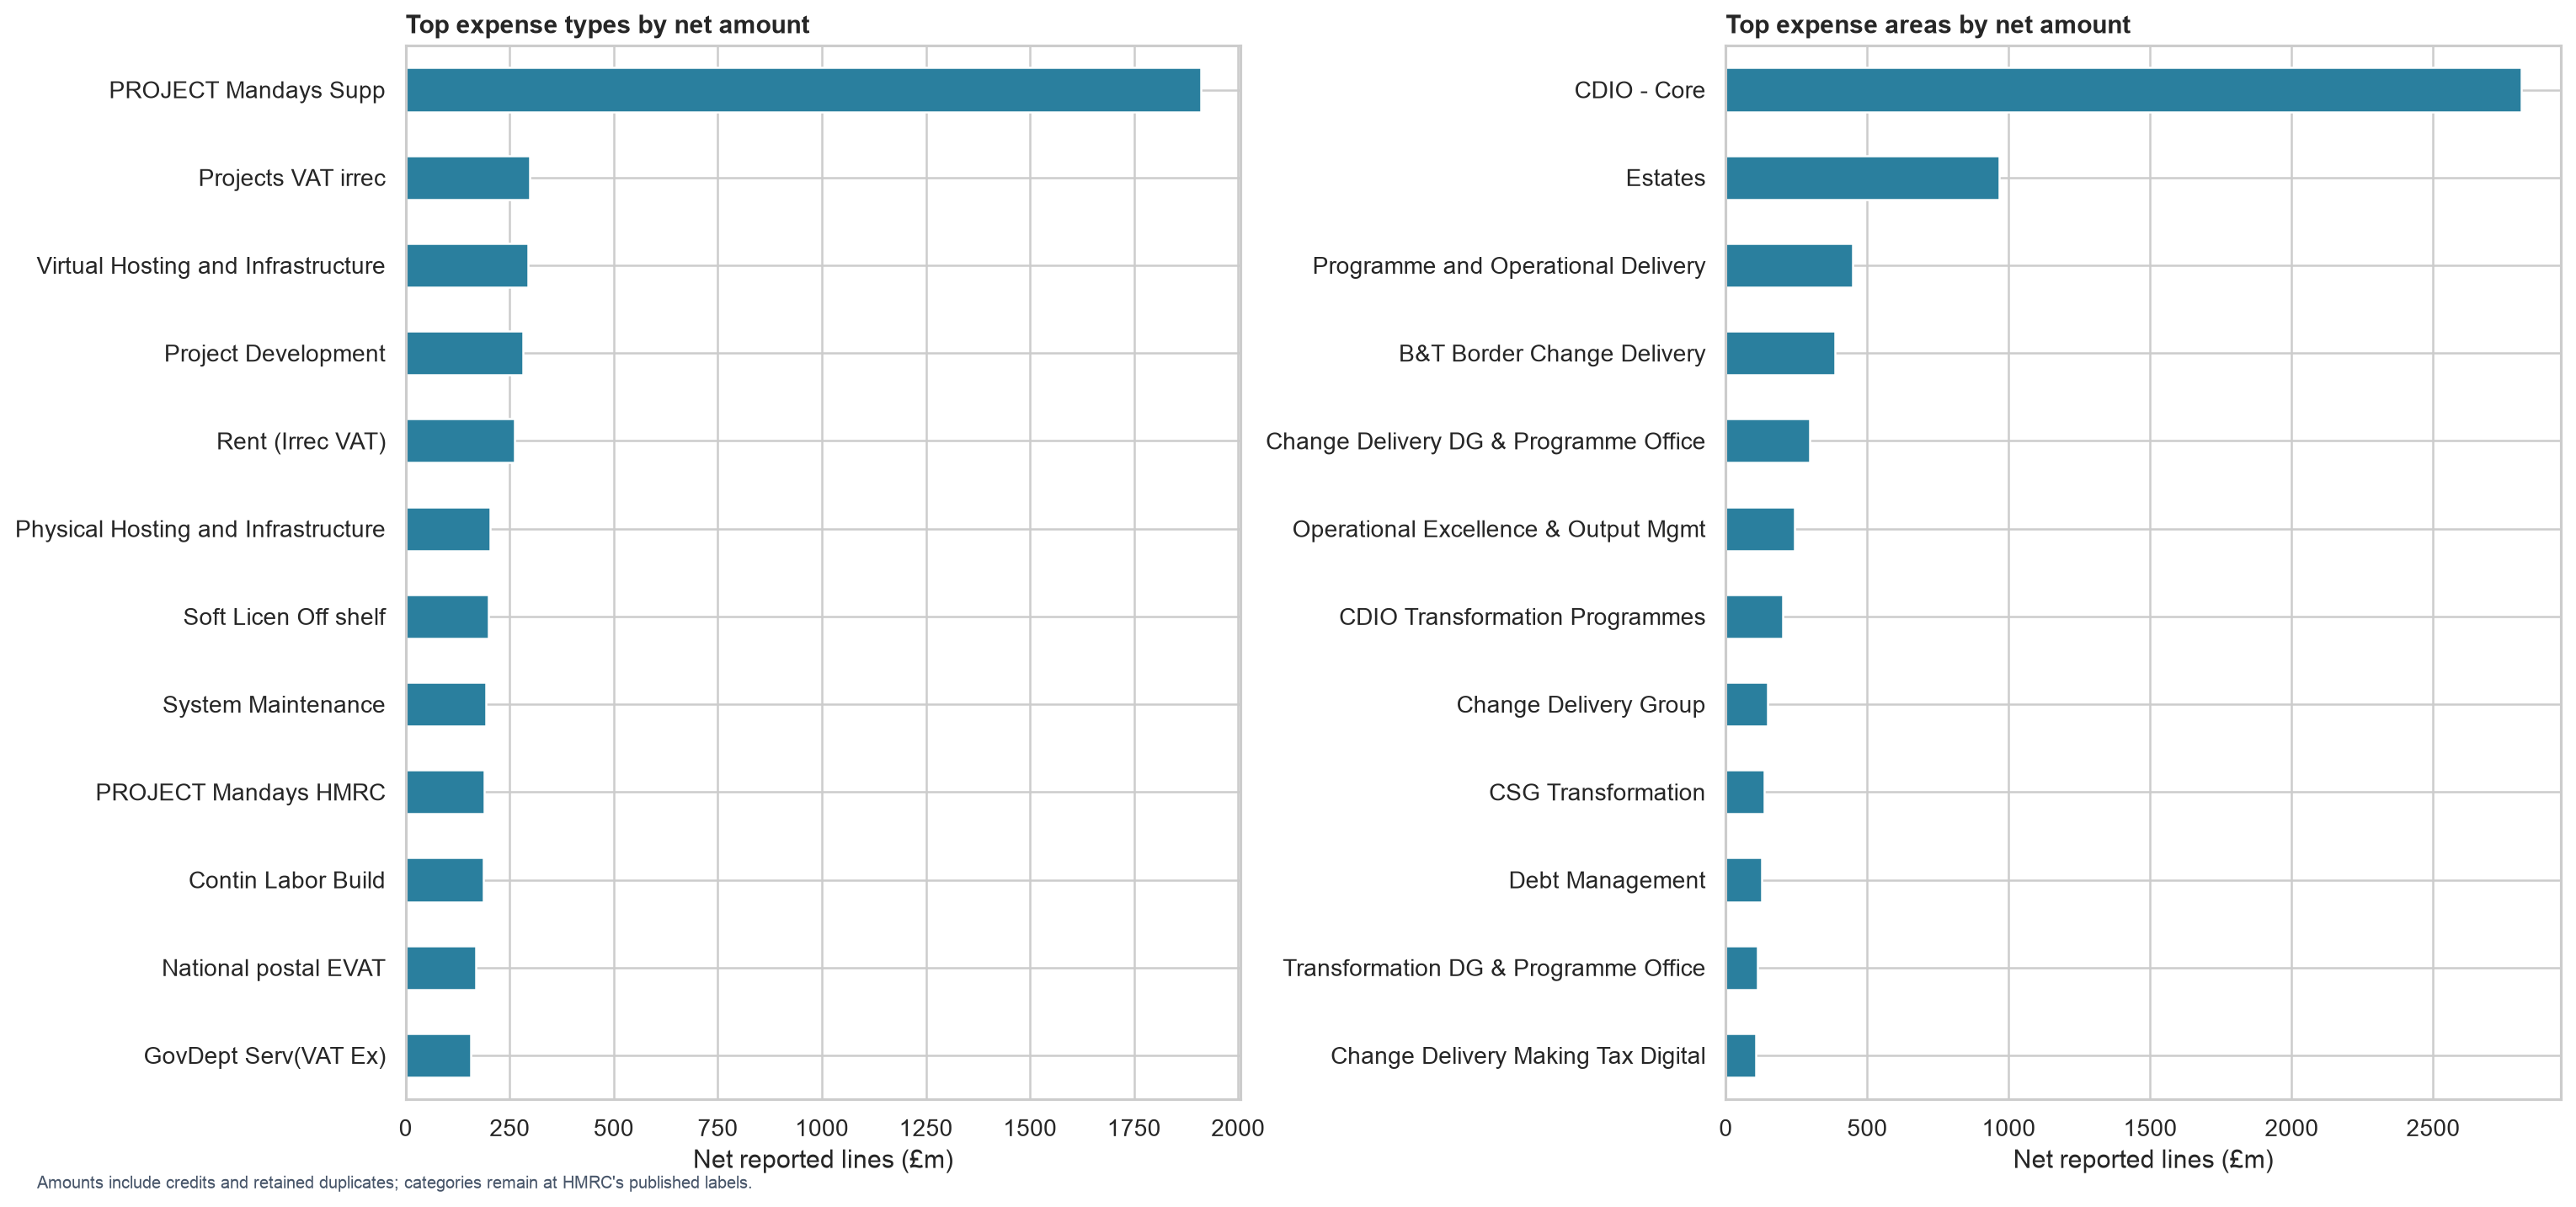 Top expense types by net amount
PROJECT Mandays Supp
Projects VAT irrec
Virtual Hosting and Infrastructure
Project Development
Rent (Irrec VAT)
Physical Hosting and Infrastructure
Soft Licen Off shelf
System Maintenance
PROJECT Mandays HMRC
Contin Labor Build
National postal EVAT
GovDept Serv(VAT Ex)
0 250 500 750 1000 1250 1500 1750 2000
Net reported lines (£m)
Top expense areas by net amount
CDIO - Core
Estates
Programme and Operational Delivery
B&T Border Change Delivery
Change Delivery DG & Programme Office
Operational Excellence & Output Mgmt
CDIO Transformation Programmes
Change Delivery Group
CSG Transformation
Debt Management
Transformation DG & Programme Office
Change Delivery Making Tax Digital
0 500 1000 1500 2000 2500
Net reported lines (£m)
Amounts include credits and retained duplicates; categories remain at HMRC's published labels.